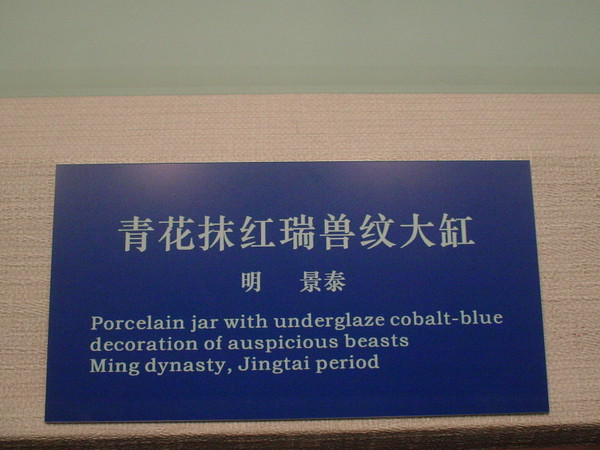 青花抹红瑞兽纹大缸
明 景泰
Porcelain jar with underglaze cobalt-blue
decoration of auspicious beasts
Ming dynasty, Jingtai period